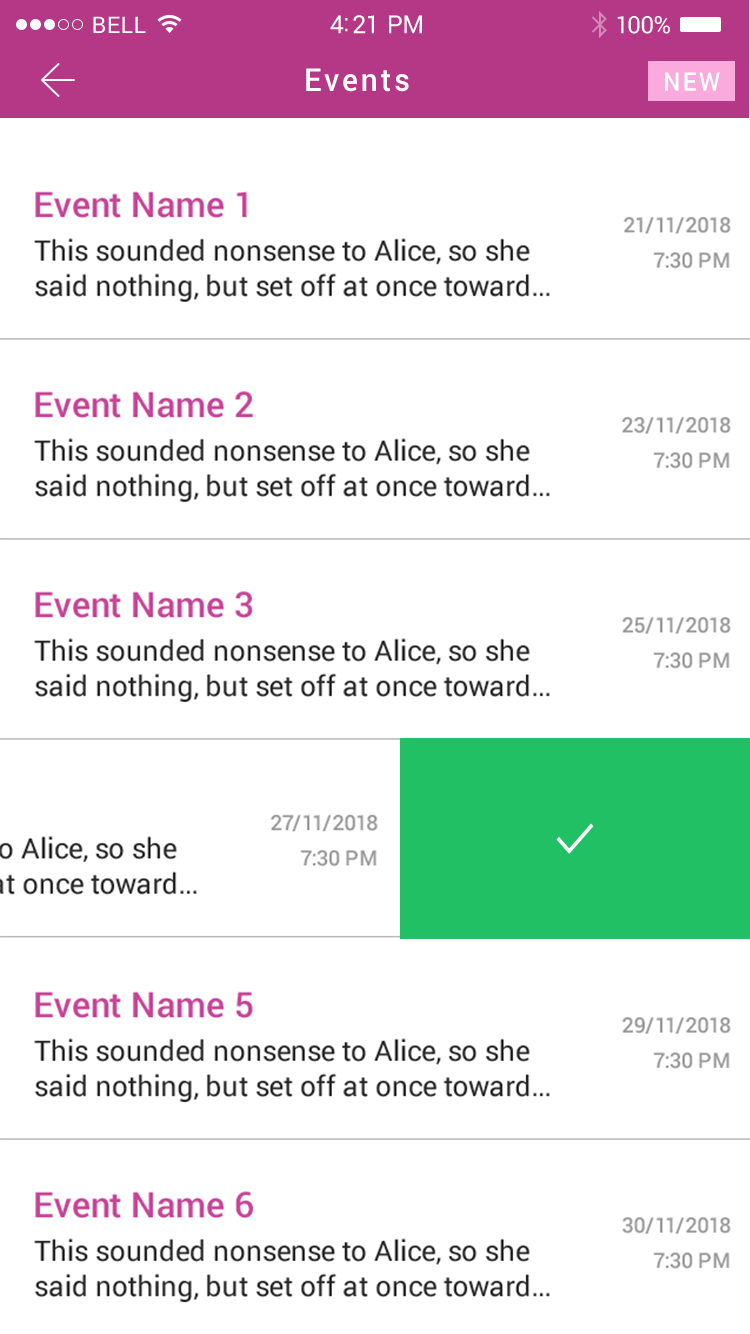 BELL 4:21 PM 100%
Events NEW
Event Name 1
This sounded nonsense to Alice, so she
said nothing, but set off at once toward...
21/11/2018
7:30 PM
Event Name 2
This sounded nonsense to Alice, so she
said nothing, but set off at once toward...
23/11/2018
7:30 PM
Event Name 3
This sounded nonsense to Alice, so she
said nothing, but set off at once toward...
25/11/2018
7:30 PM
o Alice, so she
at once toward...
27/11/2018
7:30 PM
Event Name 5
This sounded nonsense to Alice, so she
said nothing, but set off at once toward...
29/11/2018
7:30 PM
Event Name 6
This sounded nonsense to Alice, so she
said nothing, but set off at once toward...
30/11/2018
7:30 PM